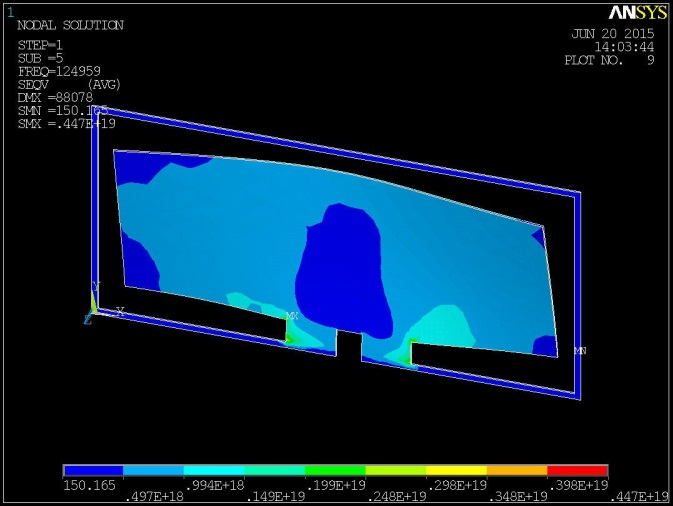 1
ANSYS
NODAL SOLUTION
JUN 20 2015
14:03:44
PLOT NO.   9
STEP=1
SUB =5
FREQ=124959
SEQV     (AVG)
DMX =88078
SMN =150.165
SMX =.447E+19
MX
Y
X
Z
MN
150.165 .994E+18 .199E+19 .298E+19 .398E+19
.497E+18 .149E+19 .248E+19 .348E+19 .447E+19